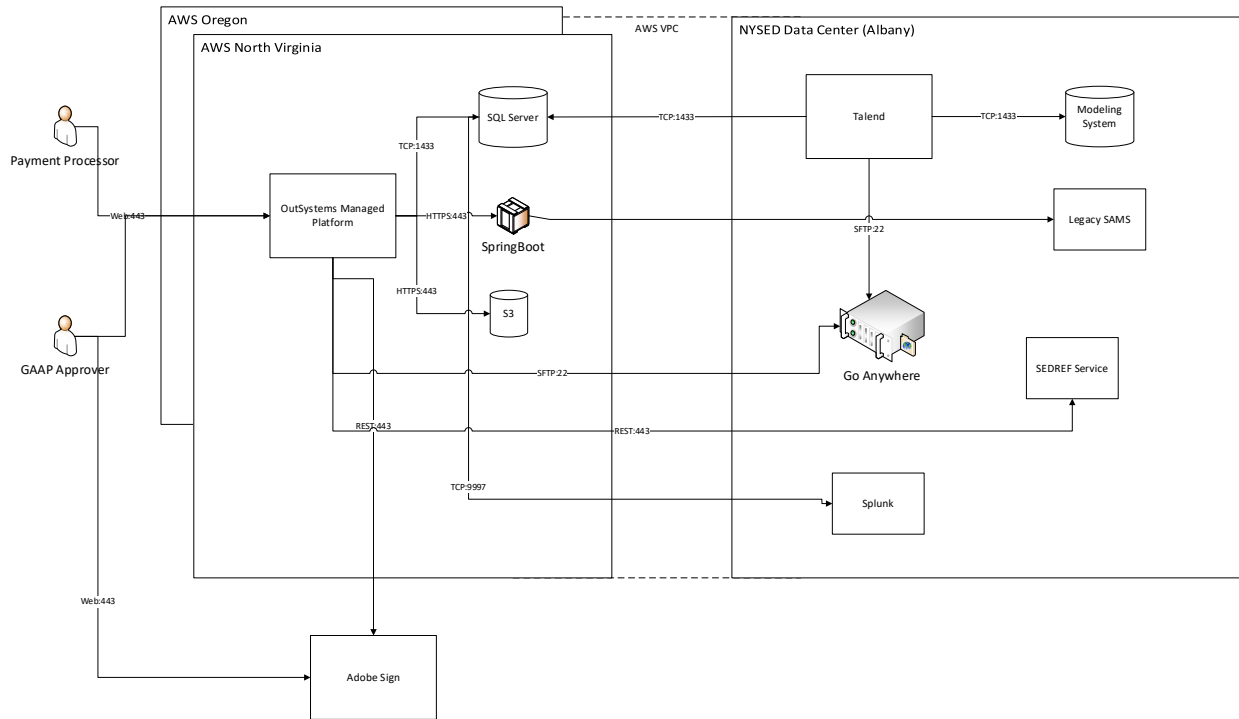 AWS Oregon
AWS VPC
NYSED Data Center (Albany)
AWS North Virginia
SQL Server
TCP:1433
Talend
TCP:1433
Modeling
System
Payment Processor
TCP:1433
OutSystems Managed
Platform
Web:443
HTTPS:443
SpringBoot
Legacy SAMS
SFTP:22
HTTPS:443
S3
GAAP Approver
SFTP:22
Go Anywhere
SEDREF Service
REST:443
REST:443
TCP:9997
Splunk
Web:443
Adobe Sign